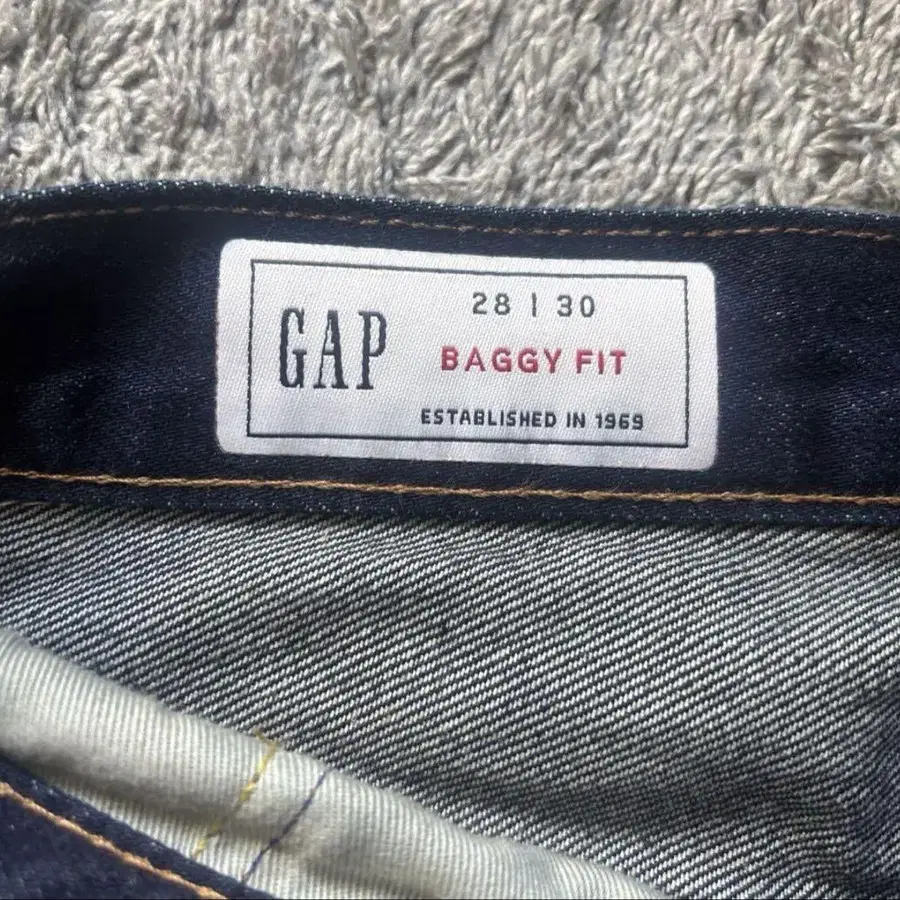 GAP
28 | 30
BAGGY FIT
ESTABLISHED IN 1969